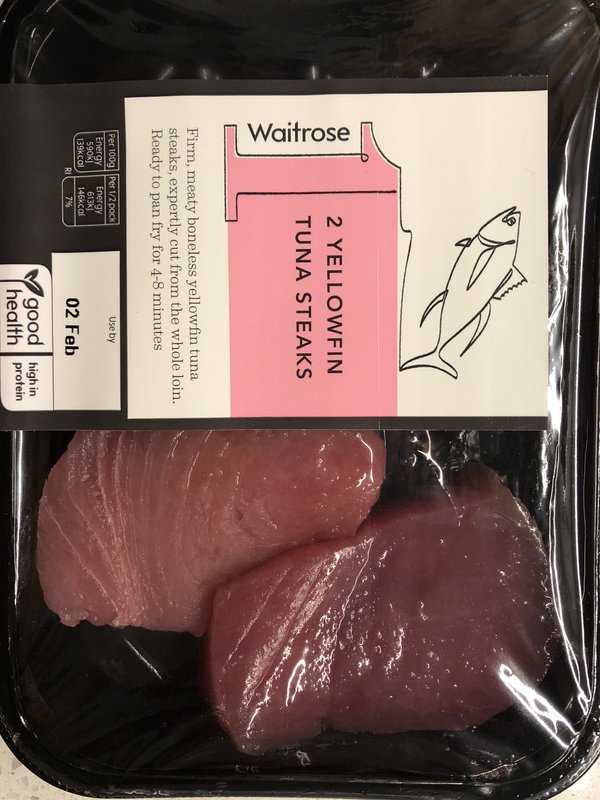 Waitrose
1
2 YELLOWFIN
TUNA STEAKS
Firm, meaty boneless yellowfin tuna
steaks, expertly cut from the whole loin.
Ready to pan fry for 4-8 minutes
Per 100g
Energy
590kJ
139kcal
Per 1/2 pack
Energy
613kJ
146kcal
RI
7%
Use by
02 Feb
good
health
high in
protein